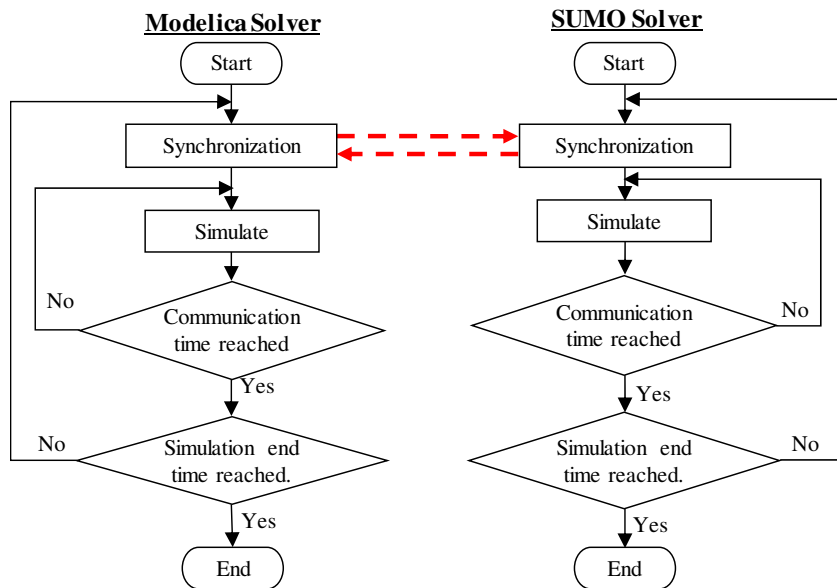 Modelica Solver
Start
Synchronization
Simulate
No
Communication
time reached
Yes
No
Simulation end
time reached.
Yes
End
SUMO Solver
Start
Synchronization
Simulate
No
Communication
time reached
Yes
No
Simulation end
time reached.
Yes
End